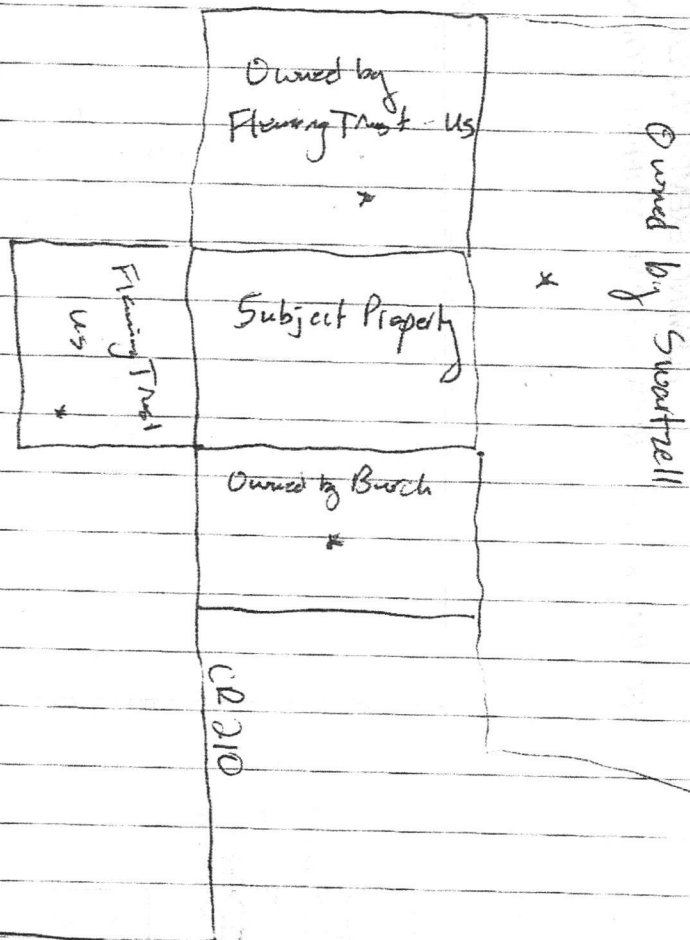 Owned by
Fleming Trust - us
Owned by Swartzell
Fleming Trust
us
Subject Property
Owned by Burch
CR 210